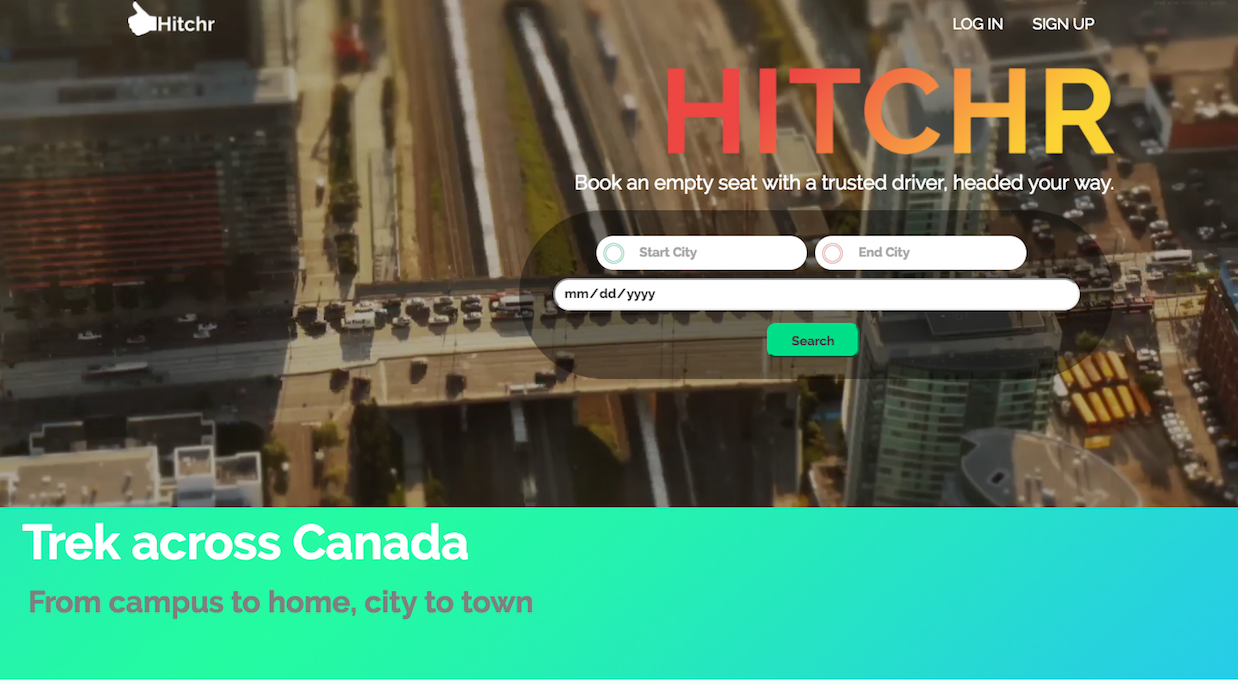 Hitchr
LOG IN SIGN UP
HITCHR
Book an empty seat with a trusted driver, headed your way.
Start City End City
mm/dd/yyyy
Search
Trek across Canada
From campus to home, city to town